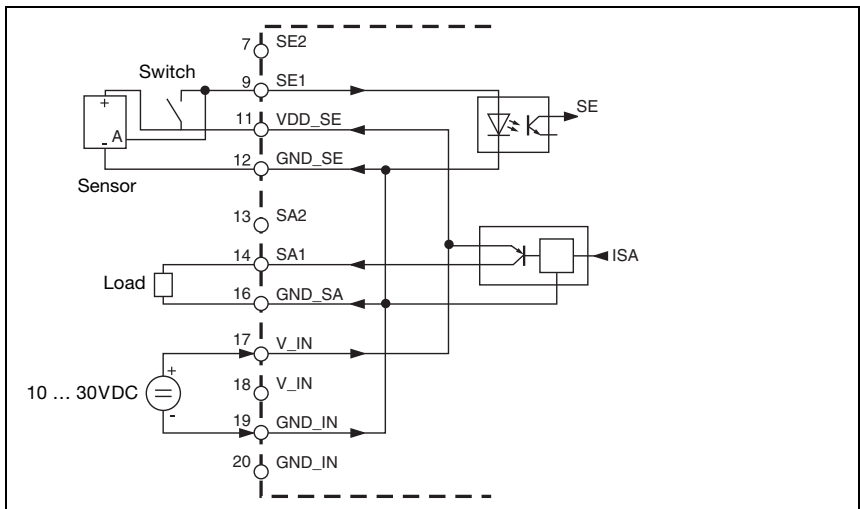 7 SE2
Switch
9 SE1
SE
+
11 VDD_SE
A
-
12 GND_SE
Sensor
13 SA2
14 SA1
ISA
Load
16 GND_SA
17 V_IN
+
10 ... 30VDC
18 V_IN
-
19 GND_IN
20 GND_IN